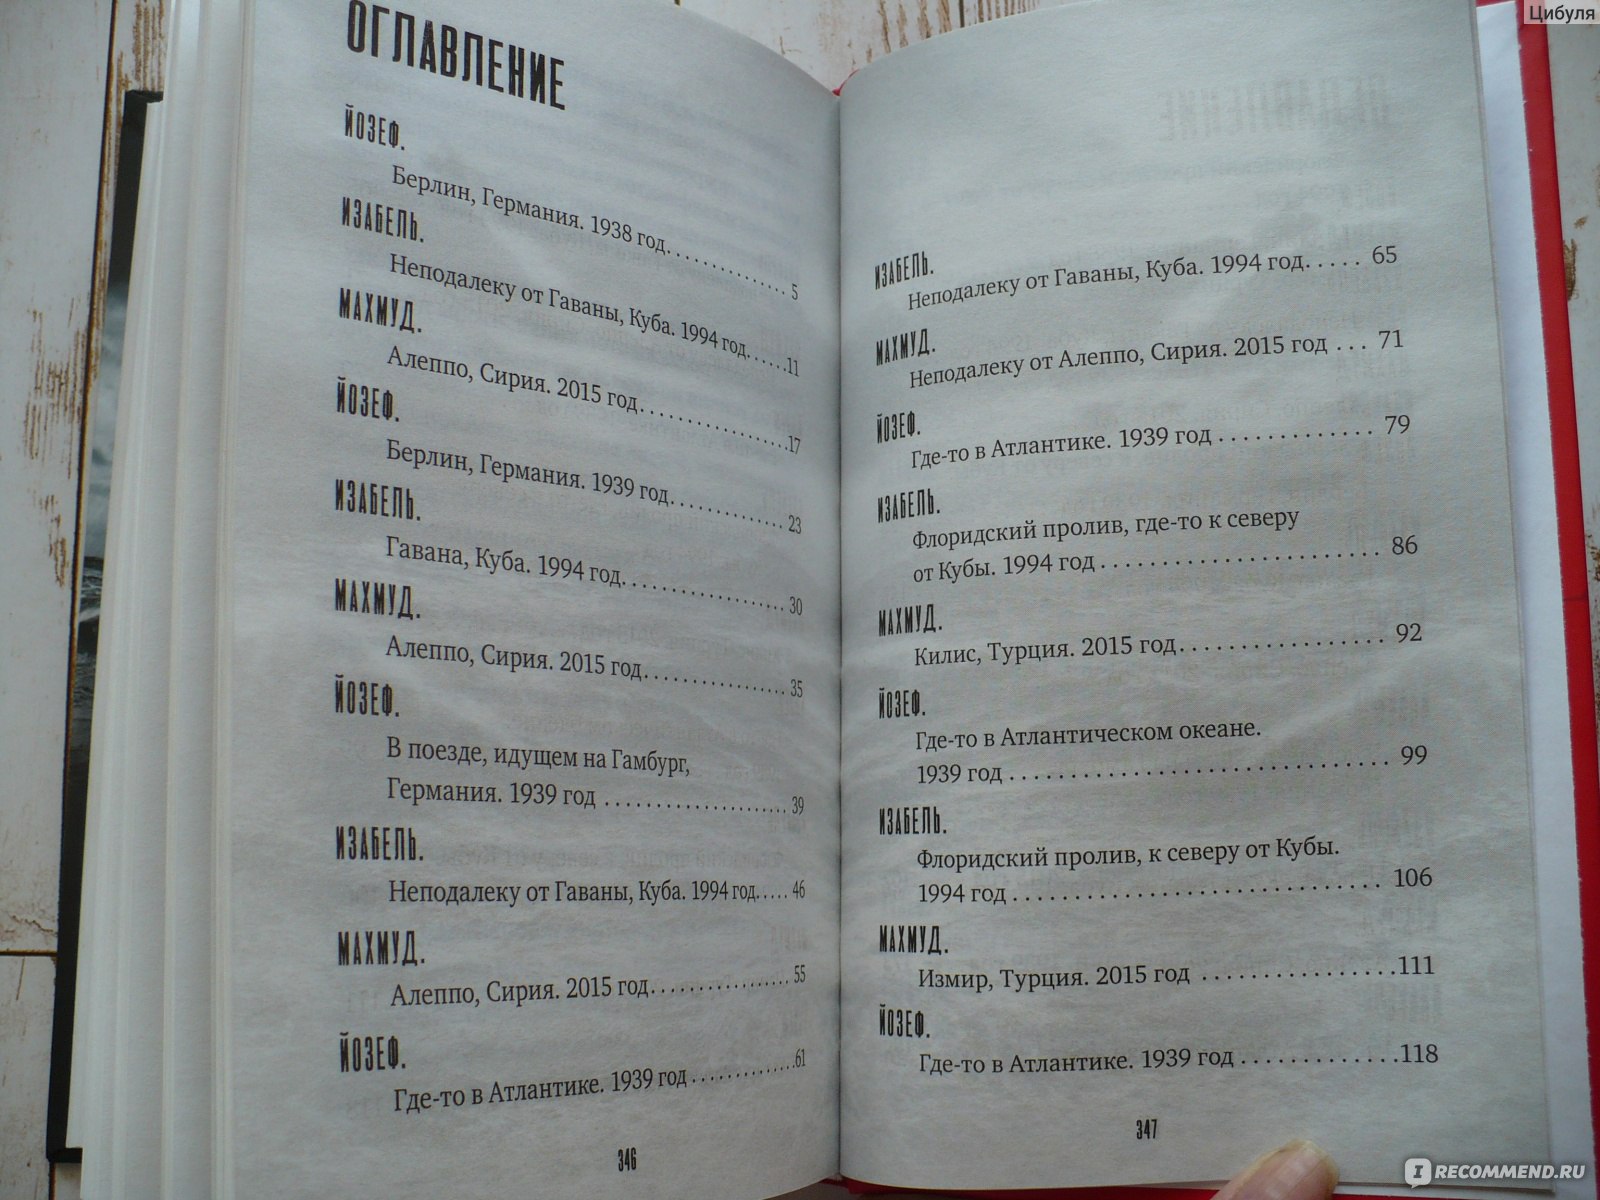 Цибуля
ОГЛАВЛЕНИЕ
ЙОЗЕФ.
Берлин, Германия. 1938 год. . . . . . . . . . . . . 5
ИЗАБЕЛЬ.
Неподалеку от Гаваны, Куба. 1994 год. . . . . .11
МАХМУД.
Алеппо, Сирия. 2015 год. . . . . . . . . . . . . . . .17
ЙОЗЕФ.
Берлин, Германия. 1939 год. . . . . . . . . . . . . 23
ИЗАБЕЛЬ.
Гавана, Куба. 1994 год. . . . . . . . . . . . . . . . . . 30
МАХМУД.
Алеппо, Сирия. 2015 год. . . . . . . . . . . . . . . . 35
ЙОЗЕФ.
В поезде, идущем на Гамбург,
Германия. 1939 год . . . . . . . . . . . . . . . . . . . . 39
ИЗАБЕЛЬ.
Неподалеку от Гаваны, Куба. 1994 год. . . . . 46
МАХМУД.
Алеппо, Сирия. 2015 год. . . . . . . . . . . . . . . . 55
ЙОЗЕФ.
Где-то в Атлантике. 1939 год . . . . . . . . . . . . .61
346
ИЗАБЕЛЬ.
Неподалеку от Гаваны, Куба. 1994 год. . . . . 65
МАХМУД.
Неподалеку от Алеппо, Сирия. 2015 год . . . 71
ЙОЗЕФ.
Где-то в Атлантике. 1939 год . . . . . . . . . . . . . 79
ИЗАБЕЛЬ.
Флоридский пролив, где-то к северу
от Кубы. 1994 год . . . . . . . . . . . . . . . . . . . . . . 86
МАХМУД.
Килис, Турция. 2015 год. . . . . . . . . . . . . . . . . 92
ЙОЗЕФ.
Где-то в Атлантическом океане.
1939 год . . . . . . . . . . . . . . . . . . . . . . . . . . . . . . 99
ИЗАБЕЛЬ.
Флоридский пролив, к северу от Кубы.
1994 год . . . . . . . . . . . . . . . . . . . . . . . . . . . . . 106
МАХМУД.
Измир, Турция. 2015 год . . . . . . . . . . . . . . . .111
ЙОЗЕФ.
Где-то в Атлантике. 1939 год . . . . . . . . . . . . .118
347
IRECOMMEND.RU